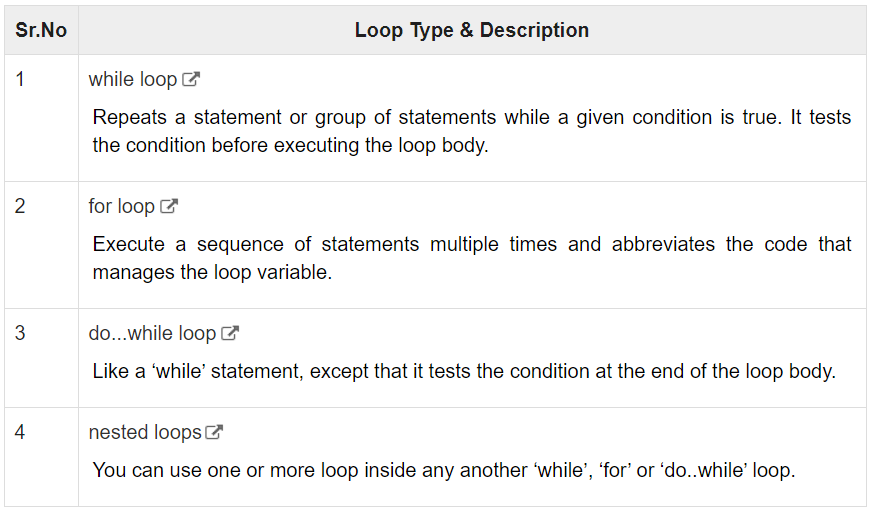 Sr.No Loop Type & Description
1 while loop
Repeats a statement or group of statements while a given condition is true. It tests
the condition before executing the loop body.
2 for loop
Execute a sequence of statements multiple times and abbreviates the code that
manages the loop variable.
3 do...while loop
Like a ‘while’ statement, except that it tests the condition at the end of the loop body.
4 nested loops
You can use one or more loop inside any another ‘while’, ‘for’ or ‘do..while’ loop.